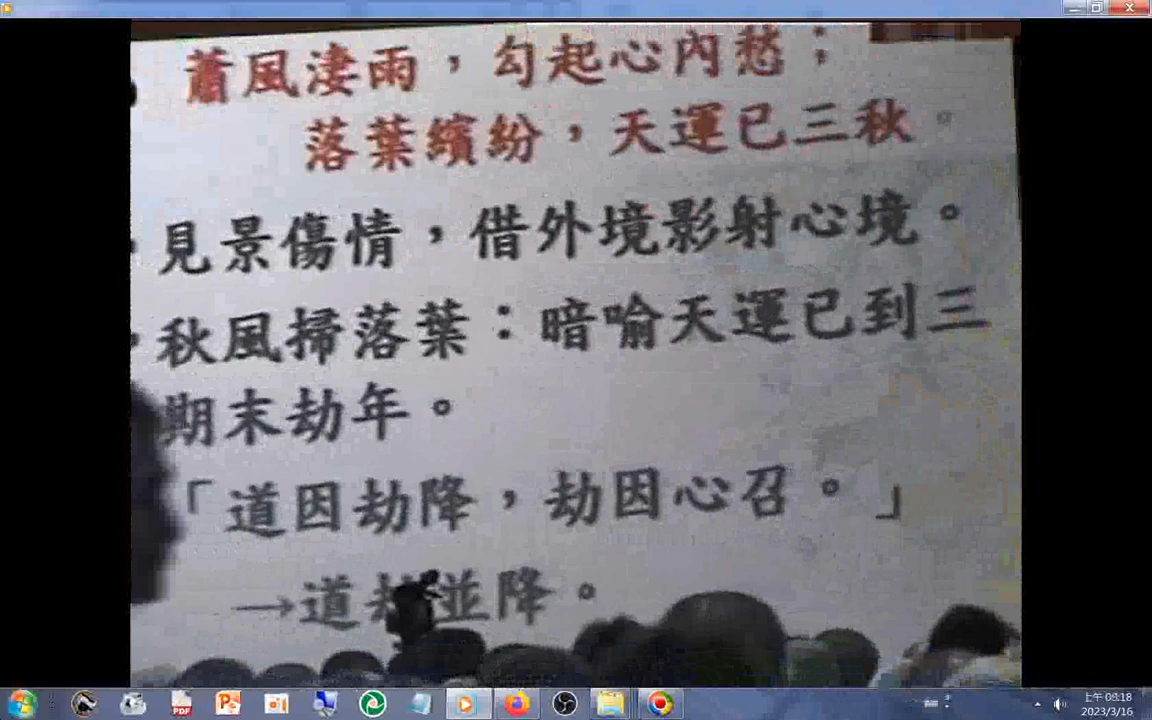 蕭風淒雨，勾起心內愁；
落葉繽紛，天運已三秋。
見景傷情，借外境影射心境。
秋風掃落葉：暗喻天運已到三
期末劫年。
「道因劫降，劫因心召。」
→道劫並降。
PDF
上午 08:18
2023/3/16